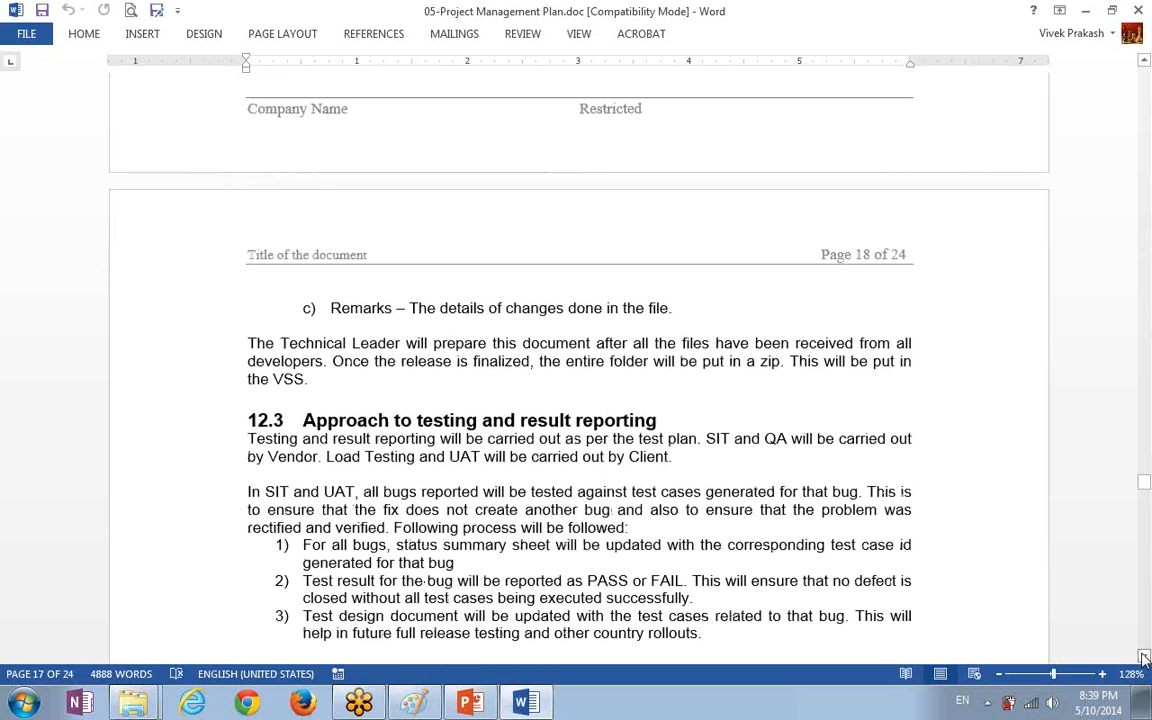 05-Project Management Plan.doc [Compatibility Mode] - Word
FILE HOME INSERT DESIGN PAGE LAYOUT REFERENCES MAILINGS REVIEW VIEW ACROBAT Vivek Prakash
1 1 2 3 4 5 7
Company Name Restricted
Title of the document Page 18 of 24
c) Remarks – The details of changes done in the file.
The Technical Leader will prepare this document after all the files have been received from all
developers. Once the release is finalized, the entire folder will be put in a zip. This will be put in
the VSS.
12.3 Approach to testing and result reporting
Testing and result reporting will be carried out as per the test plan. SIT and QA will be carried out
by Vendor. Load Testing and UAT will be carried out by Client.
In SIT and UAT, all bugs reported will be tested against test cases generated for that bug. This is
to ensure that the fix does not create another bug and also to ensure that the problem was
rectified and verified. Following process will be followed:
1) For all bugs, status summary sheet will be updated with the corresponding test case id
generated for that bug
2) Test result for the bug will be reported as PASS or FAIL. This will ensure that no defect is
closed without all test cases being executed successfully.
3) Test design document will be updated with the test cases related to that bug. This will
help in future full release testing and other country rollouts.
PAGE 17 OF 24 4888 WORDS ENGLISH (UNITED STATES) 128%
EN 8:39 PM
5/10/2014